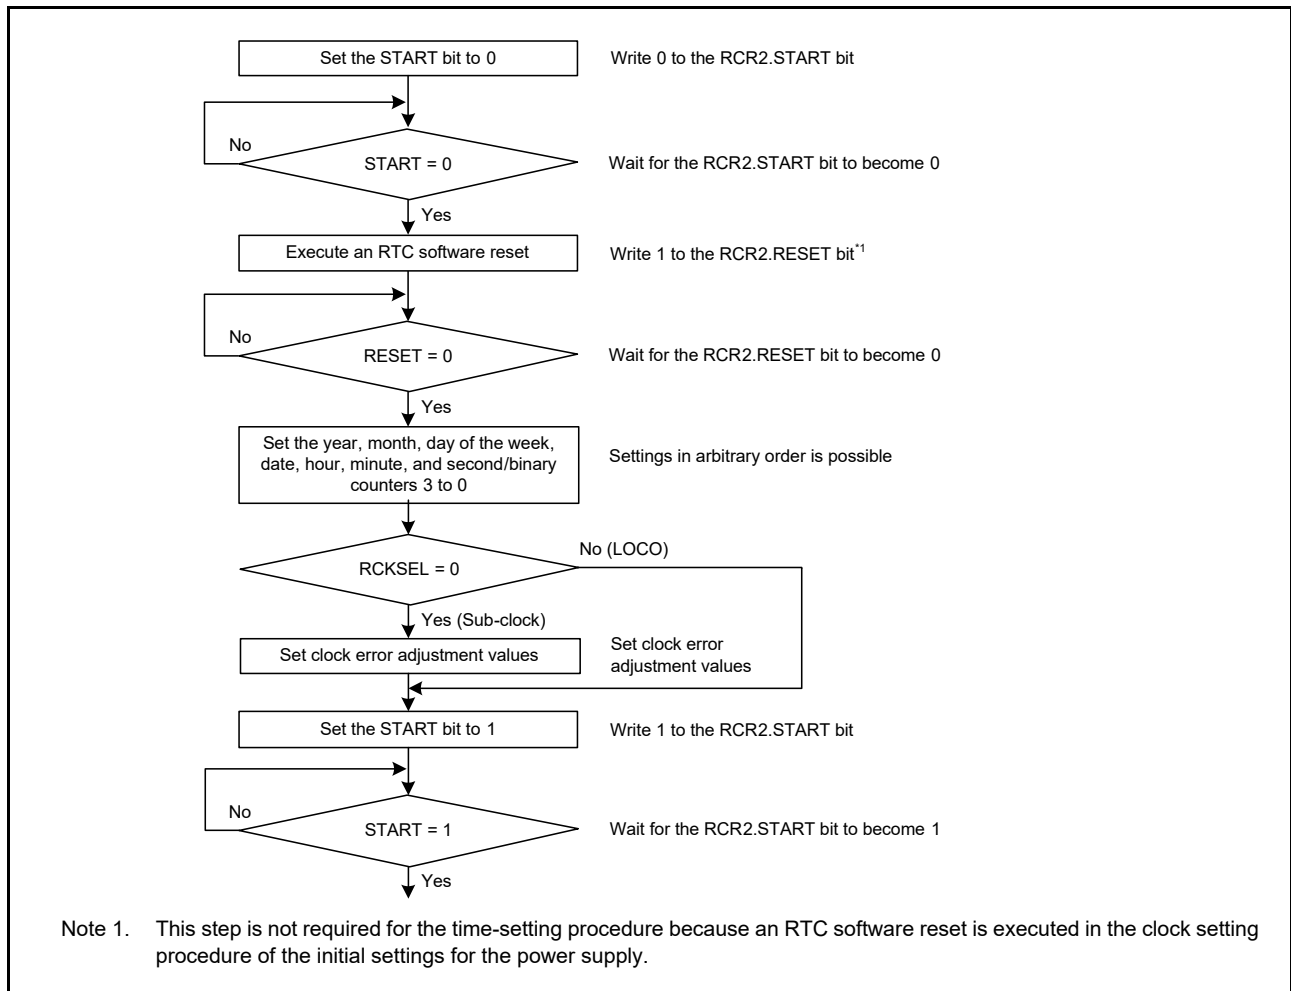 Set the START bit to 0
Write 0 to the RCR2.START bit
No
START = 0
Wait for the RCR2.START bit to become 0
Yes
Execute an RTC software reset
Write 1 to the RCR2.RESET bit*1
No
RESET = 0
Wait for the RCR2.RESET bit to become 0
Yes
Set the year, month, day of the week,
date, hour, minute, and second/binary
counters 3 to 0
Settings in arbitrary order is possible
No (LOCO)
RCKSEL = 0
Yes (Sub-clock)
Set clock error adjustment values
Set clock error
adjustment values
Set the START bit to 1
Write 1 to the RCR2.START bit
No
START = 1
Wait for the RCR2.START bit to become 1
Yes
Note 1. This step is not required for the time-setting procedure because an RTC software reset is executed in the clock setting
procedure of the initial settings for the power supply.